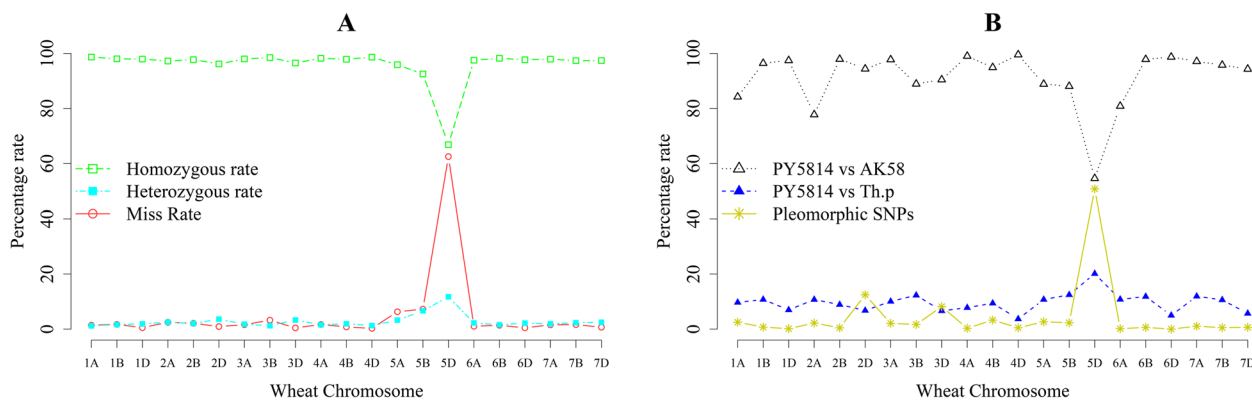 A
Percentage rate
100
80
60
40
20
0
Homozygous rate
Heterozygous rate
Miss Rate
1A 1B 1D 2A 2B 2D 3A 3B 3D 4A 4B 4D 5A 5B 5D 6A 6B 6D 7A 7B 7D
Wheat Chromosome
B
Percentage rate
100
80
60
40
20
0
PY5814 vs AK58
PY5814 vs Th.p
Pleomorphic SNPs
1A 1B 1D 2A 2B 2D 3A 3B 3D 4A 4B 4D 5A 5B 5D 6A 6B 6D 7A 7B 7D
Wheat Chromosome